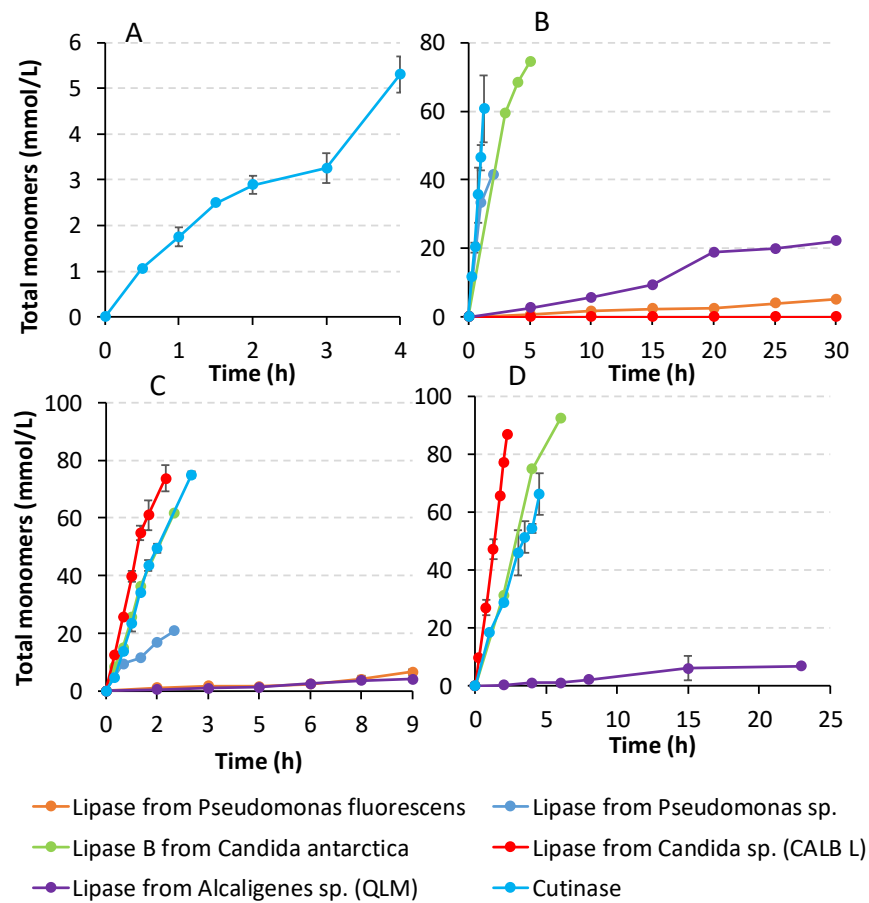 A
B
Total monomers (mmol/L)
6
5
4
3
2
1
0
0 1 2 3 4
Time (h)
80
60
40
20
0
0 5 10 15 20 25 30
Time (h)
C
D
Total monomers (mmol/L)
100
80
60
40
20
0
0 2 3 5 6 8 9
Time (h)
100
80
60
40
20
0
0 5 10 15 20 25
Time (h)
Lipase from Pseudomonas fluorescens
Lipase from Pseudomonas sp.
Lipase B from Candida antarctica
Lipase from Candida sp. (CALB L)
Lipase from Alcaligenes sp. (QLM)
Cutinase